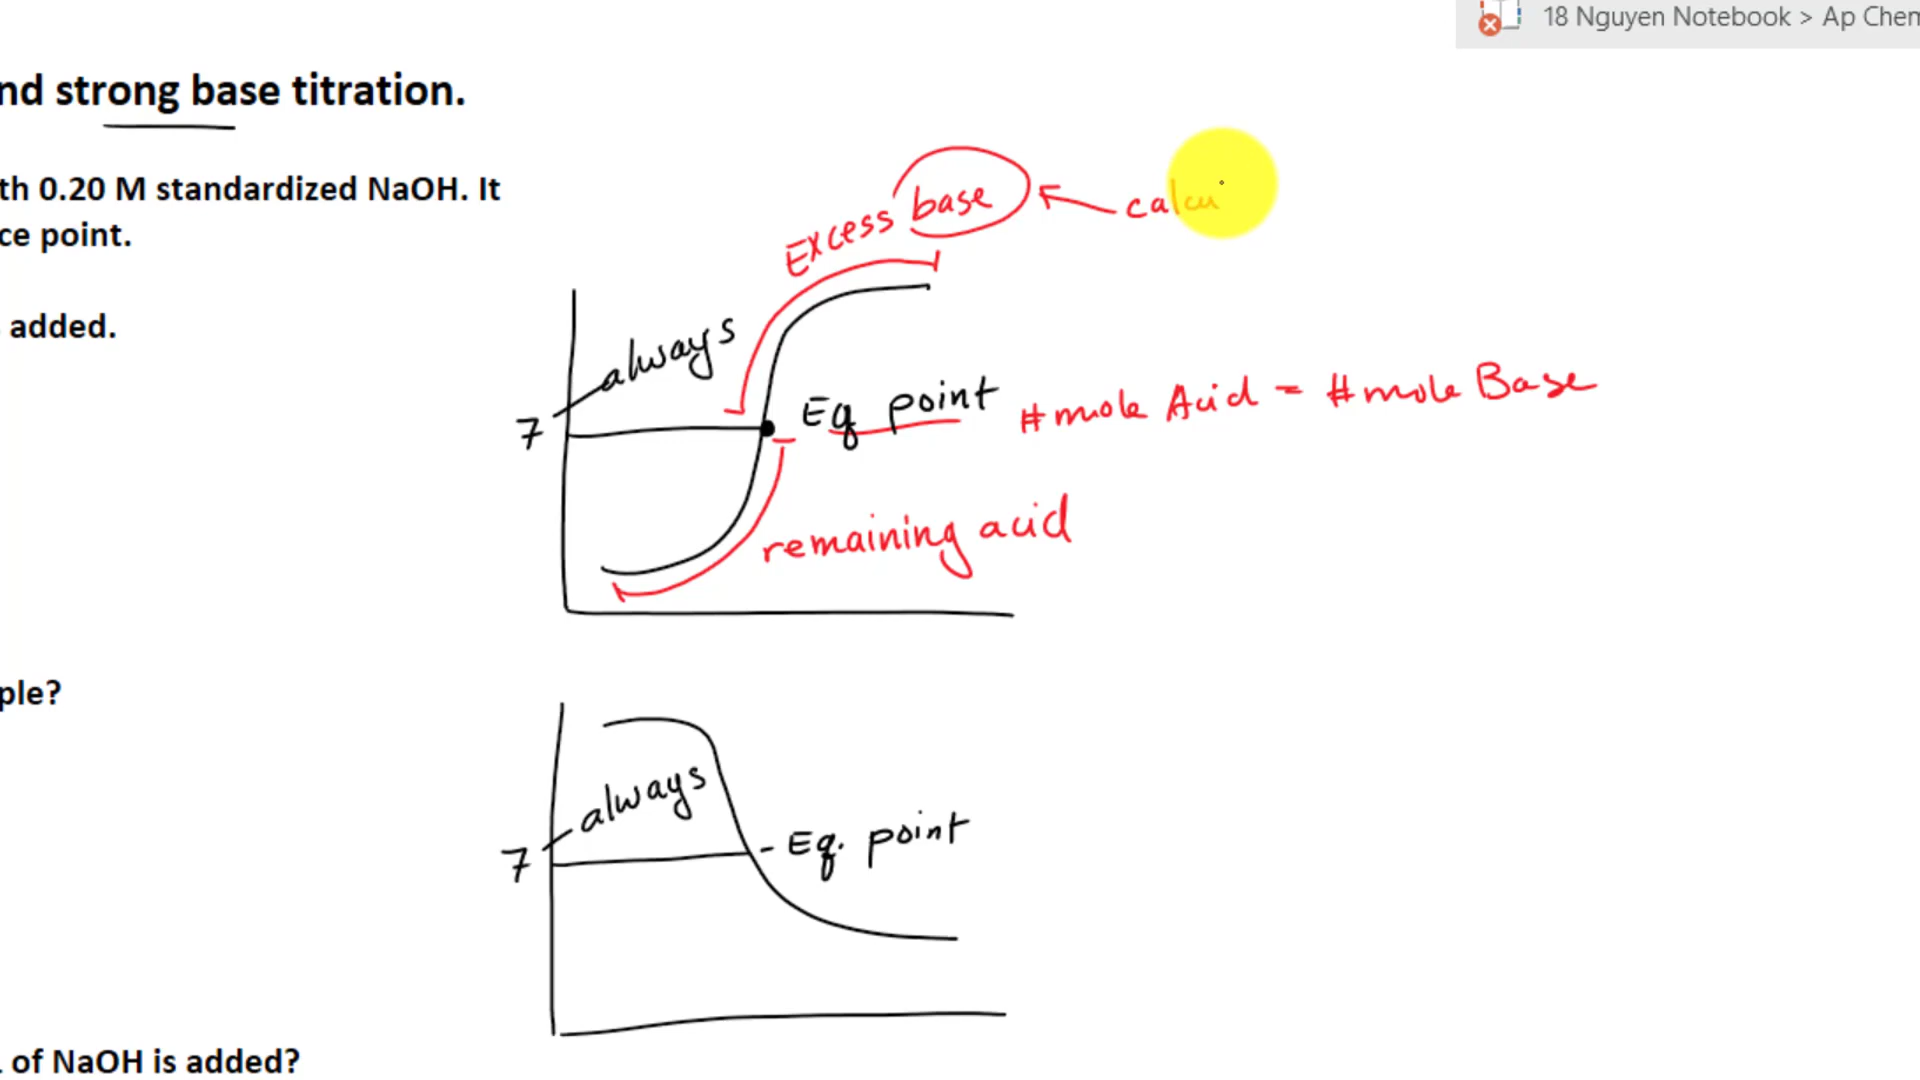 18 Nguyen Notebook > Ap Chem
nd strong base titration.
th 0.20 M standardized NaOH. It
ce point.
added.
Excess base
calcu
always
7
Eq point
#mole Acid = #mole Base
remaining acid
ple?
always
7
- Eq. point
of NaOH is added?